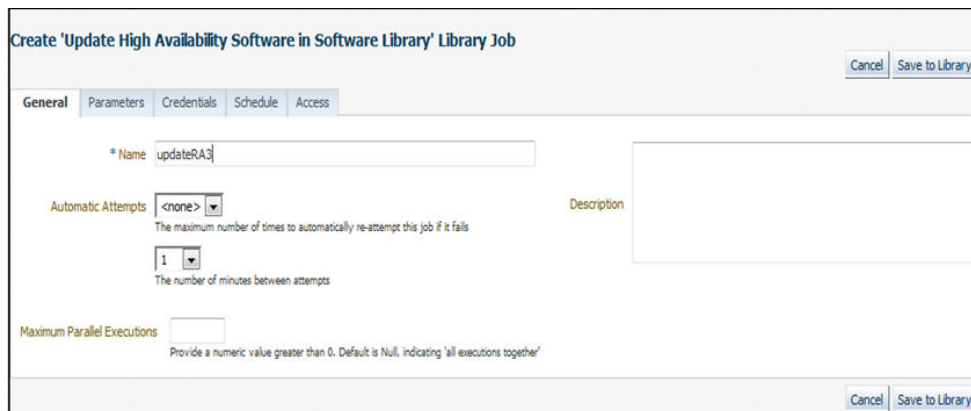 Create 'Update High Availability Software in Software Library' Library Job
Cancel Save to Library
General Parameters Credentials Schedule Access
* Name updateRA3
Automatic Attempts <none>
The maximum number of times to automatically re-attempt this job if it fails
1
The number of minutes between attempts
Description
Maximum Parallel Executions
Provide a numeric value greater than 0. Default is Null, indicating 'all executions together'
Cancel Save to Library